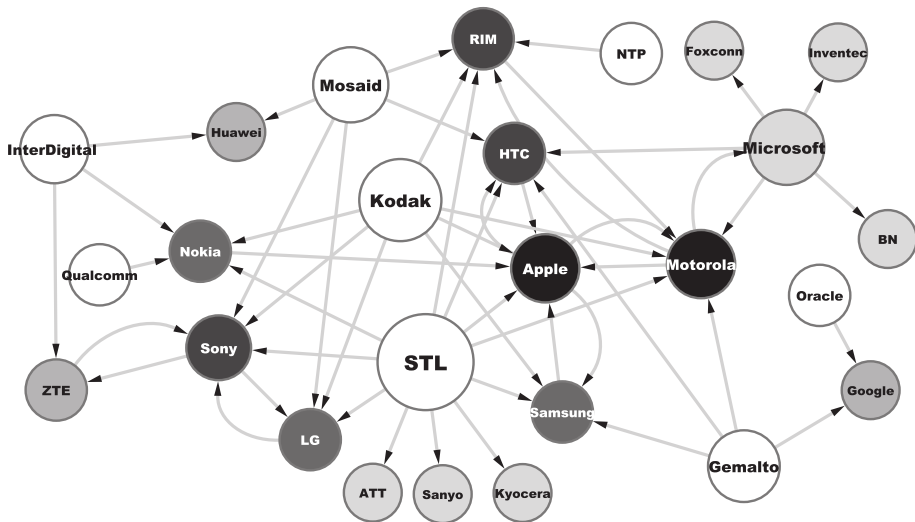 RIM
NTP
Foxconn
Inventec
Mosaid
Huawei
InterDigital
HTC
Microsoft
Kodak
Nokia
BN
Qualcomm
Apple
Motorola
Oracle
Sony
STL
ZTE
Google
Samsung
LG
Gemalto
ATT
Sanyo
Kyocera